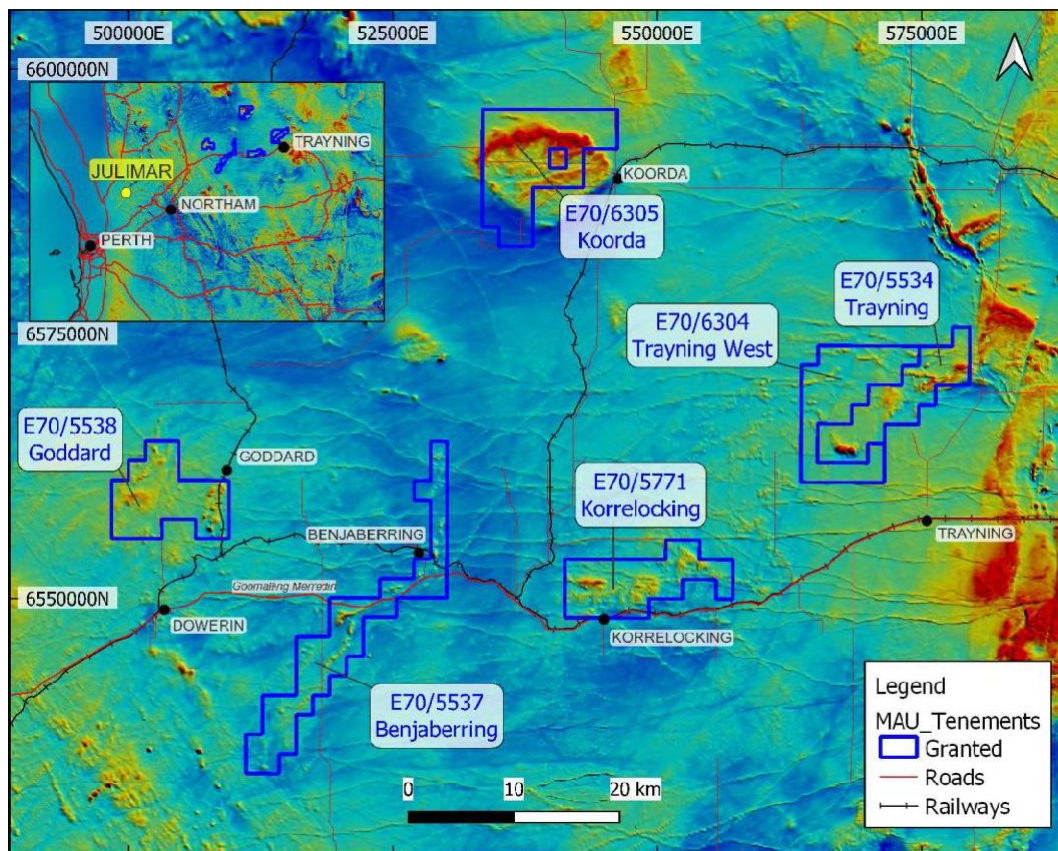 500000E
525000E
550000E
575000E
6600000N
TRAYNING
JULIMAR
NORTHAM
PERTH
KOORDA
E70/6305
Koorda
E70/5534
Trayning
E70/6304
Trayning West
6575000N
E70/5538
Goddard
GODDARD
E70/5771
Korrelocking
BENJABERRING
TRAYNING
Goomalling Merredin
6550000N
DOWERIN
KORRELOCKING
E70/5537
Benjaberring
Legend
MAU_Tenements
Granted
Roads
Railways
0 10 20 km